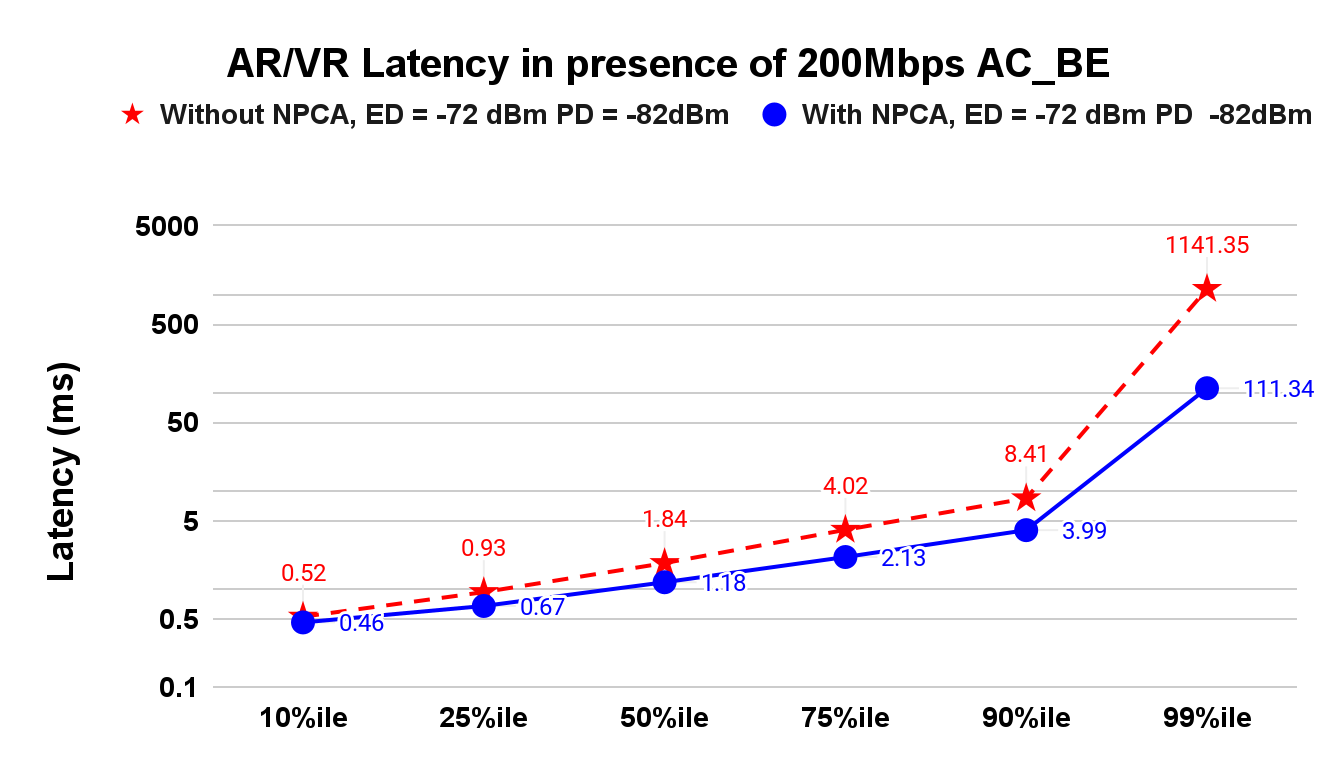 AR/VR Latency in presence of 200Mbps AC_BE
Without NPCA, ED = -72 dBm PD = -82dBm
With NPCA, ED = -72 dBm PD  -82dBm
Latency (ms)
5000
500
50
5
0.5
0.1
1141.35
111.34
8.41
4.02
3.99
1.84
2.13
0.93
1.18
0.52
0.67
0.46
10%ile
25%ile
50%ile
75%ile
90%ile
99%ile